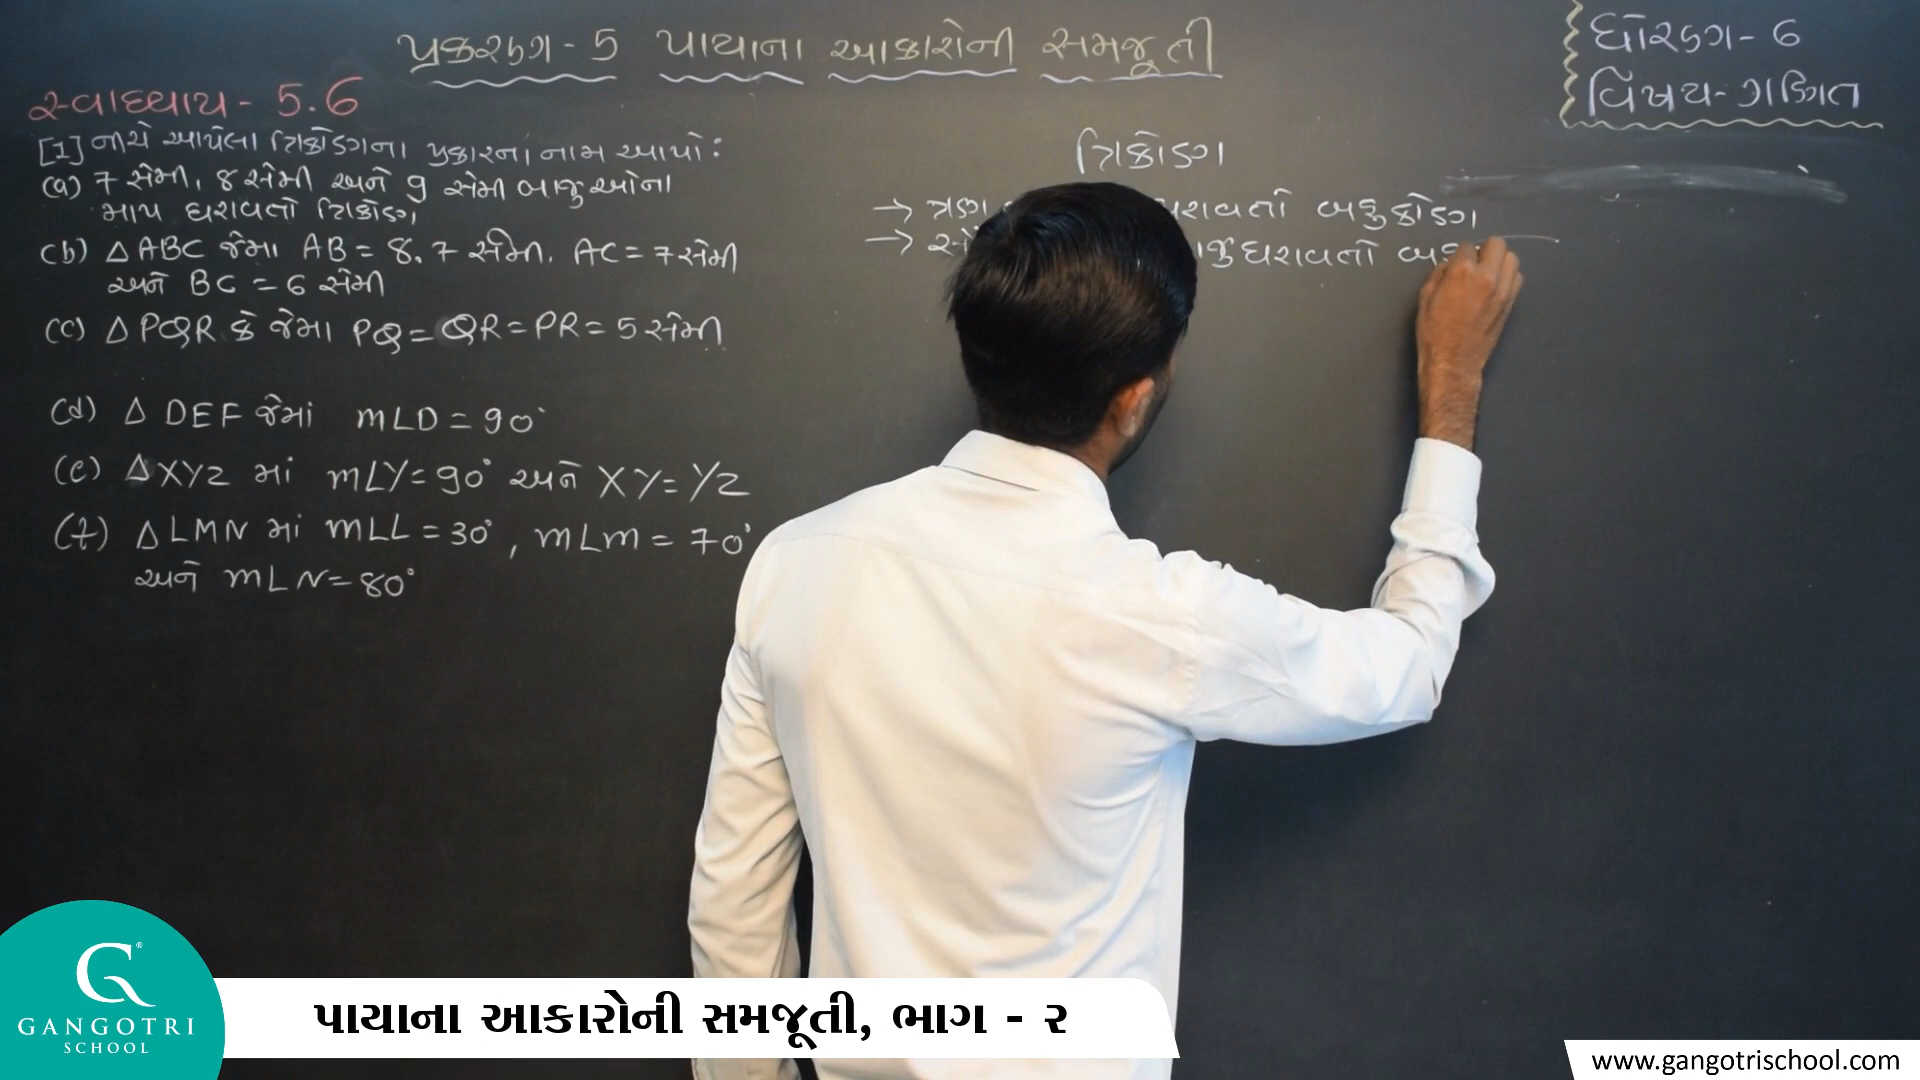 પ્રકરણ - 5 પાયાના આકારોની સમજૂતી
ધોરણ - 6
વિષય - ગણિત
સ્વાધ્યાય - 5.6
[1] નીચે આપેલા ત્રિકોણના પ્રકારના નામ આપો :
(a) 7 સેમી, 8 સેમી અને 9 સેમી બાજુઓના
માપ ધરાવતો ત્રિકોણ
(b) △ABC જેમાં AB = 8.7 સેમી, AC = 7 સેમી
અને BC = 6 સેમી
(c) △PQR કે જેમાં PQ = QR = PR = 5 સેમી
(d) △ DEF જેમાં m∠D = 90°
(e) △XYZ માં m∠Y = 90° અને XY = YZ
(f) △LMN માં m∠L = 30°, m∠M = 70°
અને m∠N = 80°
ત્રિકોણ
→ ત્રણ ધરાવતો બહુકોણ
→ ધરાવતો
GANGOTRI
SCHOOL
પાયાના આકારોની સમજૂતી, ભાગ - ૨
www.gangotrischool.com